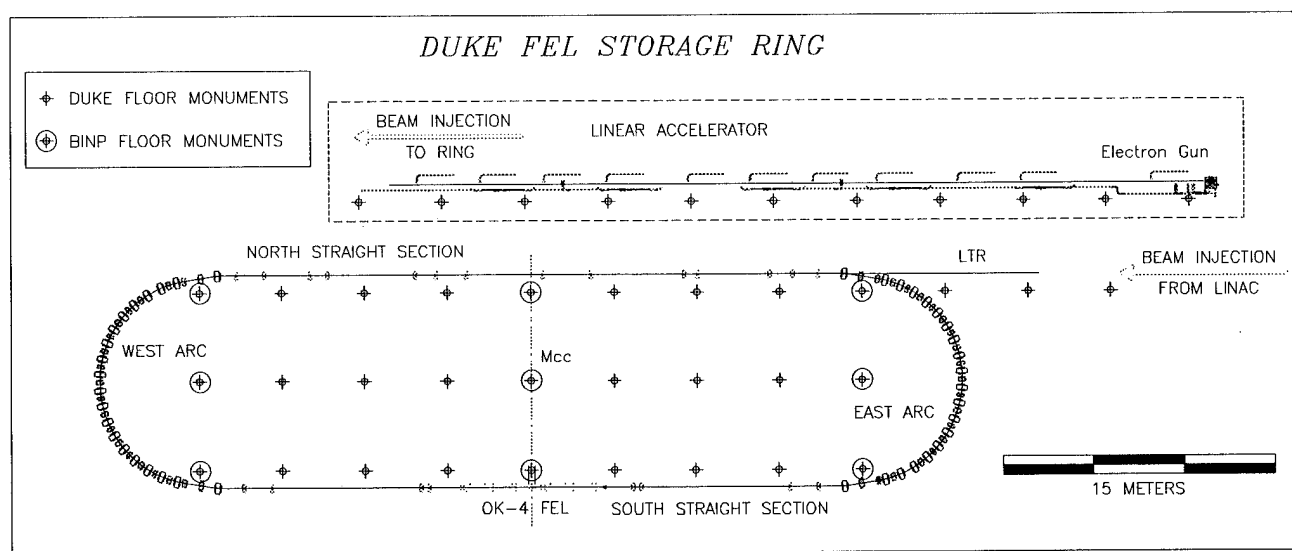 DUKE FEL STORAGE RING
DUKE FLOOR MONUMENTS
BINP FLOOR MONUMENTS
BEAM INJECTION
TO RING
LINEAR ACCELERATOR
Electron Gun
NORTH STRAIGHT SECTION
LTR
BEAM INJECTION
FROM LINAC
WEST ARC
Mcc
EAST ARC
15 METERS
OK-4 FEL
SOUTH STRAIGHT SECTION